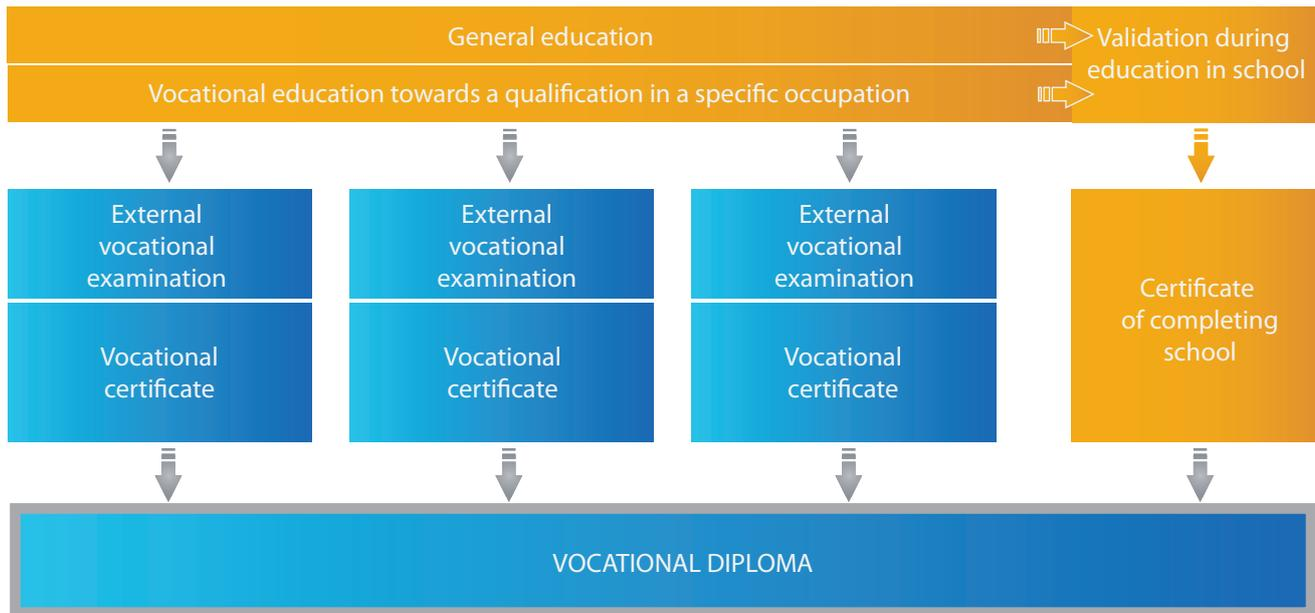 General education
Validation during
education in school
Vocational education towards a qualification in a specific occupation
External
vocational
examination
External
vocational
examination
External
vocational
examination
Vocational
certificate
Vocational
certificate
Vocational
certificate
Certificate
of completing
school
VOCATIONAL DIPLOMA